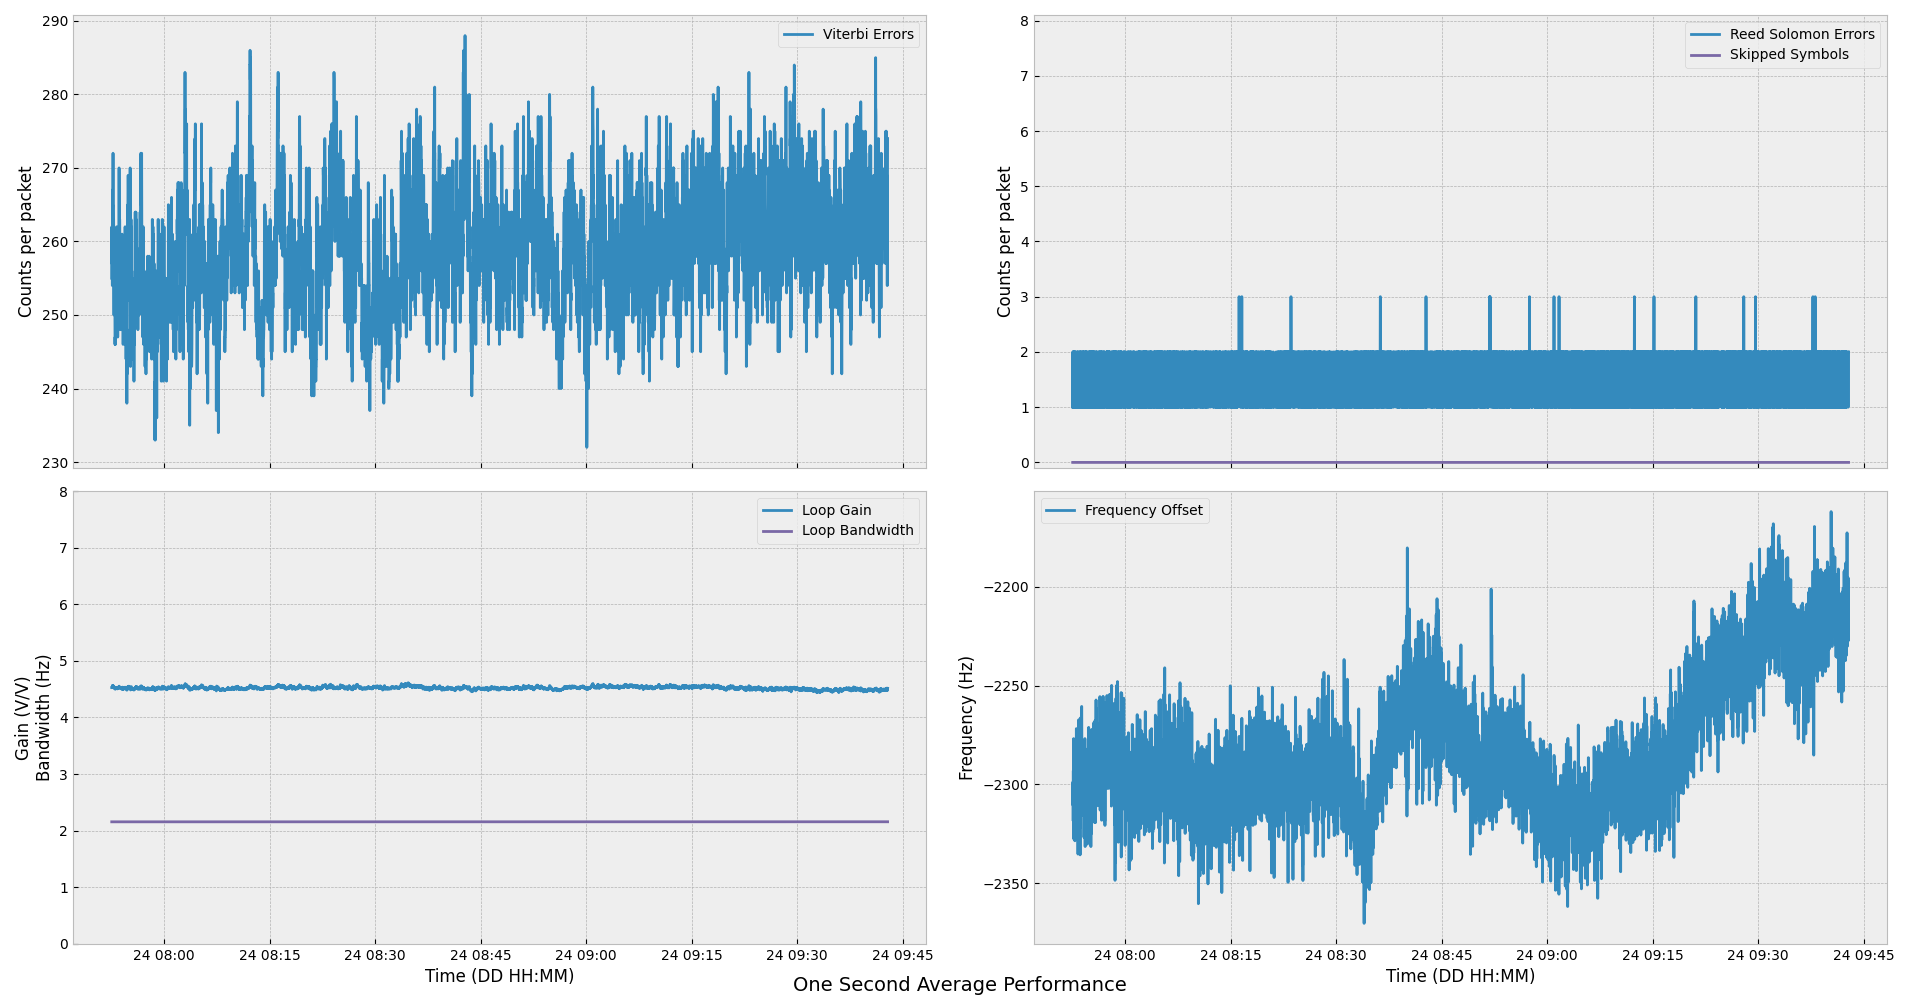 290
280
270
260
250
240
230
Counts per packet
Viterbi Errors
8
7
6
5
4
3
2
1
0
Counts per packet
Reed Solomon Errors
Skipped Symbols
8
7
6
5
4
3
2
1
0
Gain (V/V)
Bandwidth (Hz)
Loop Gain
Loop Bandwidth
24 08:00 24 08:15 24 08:30 24 08:45 24 09:00 24 09:15 24 09:30 24 09:45
Time (DD HH:MM)
−2200
−2250
−2300
−2350
Frequency (Hz)
Frequency Offset
24 08:00 24 08:15 24 08:30 24 08:45 24 09:00 24 09:15 24 09:30 24 09:45
Time (DD HH:MM)
One Second Average Performance